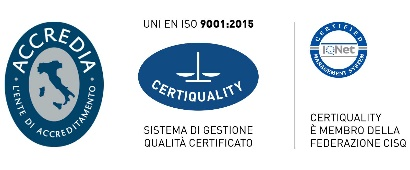 ACCREDIA
L'ENTE DI ACCREDITAMENTO
UNI EN ISO 9001:2015
CERTIQUALITY
SISTEMA DI GESTIONE
QUALITÀ CERTIFICATO
CERTIFIED
IQNet
MANAGEMENT SYSTEM
CERTIQUALITY
È MEMBRO DELLA
FEDERAZIONE CISQ